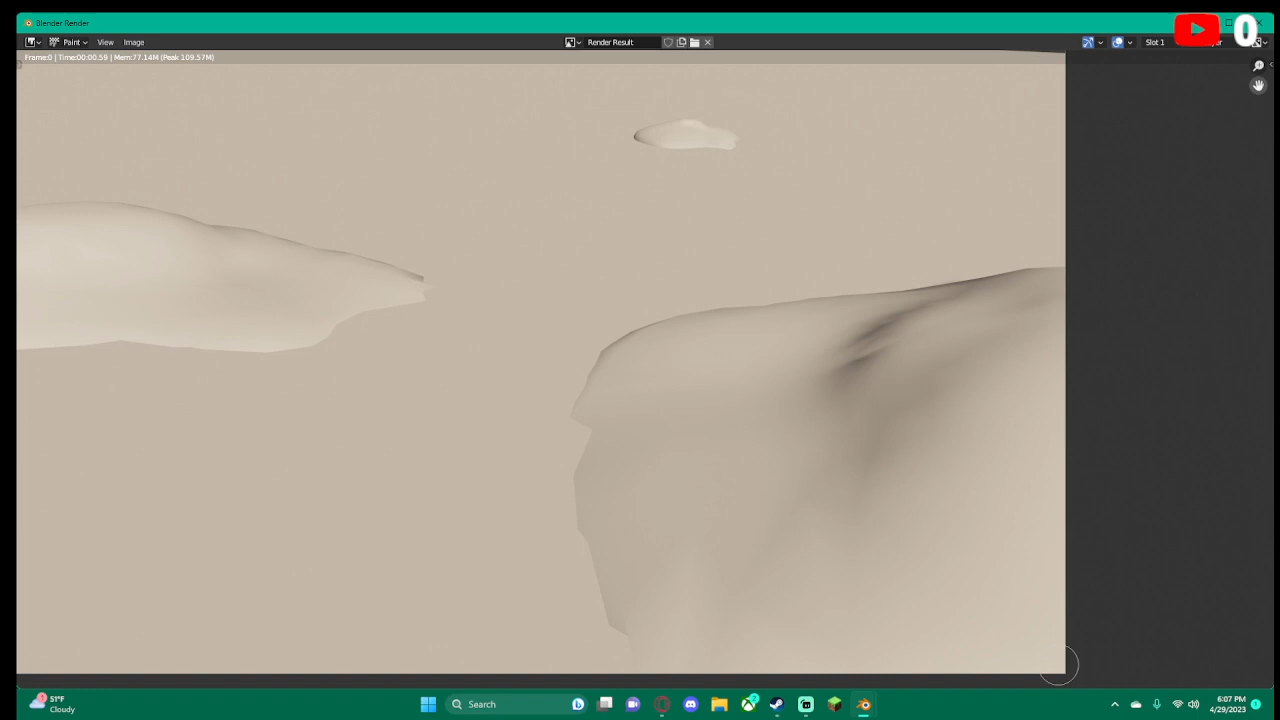 Blender Render
Paint View Image Render Result Slot 1
Frame:0 | Time:00:00.59 | Mem:77.14M (Peak 109.57M)
0
51°F
Cloudy
Search
6:07 PM
4/29/2023